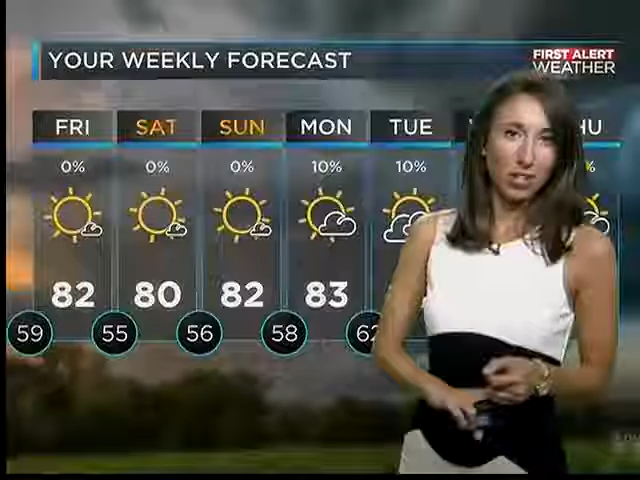 YOUR WEEKLY FORECAST
FIRST ALERT
WEATHER
FRI SAT SUN MON TUE
0% 0% 0% 10% 10%
82 80 82 83
59 55 56 58